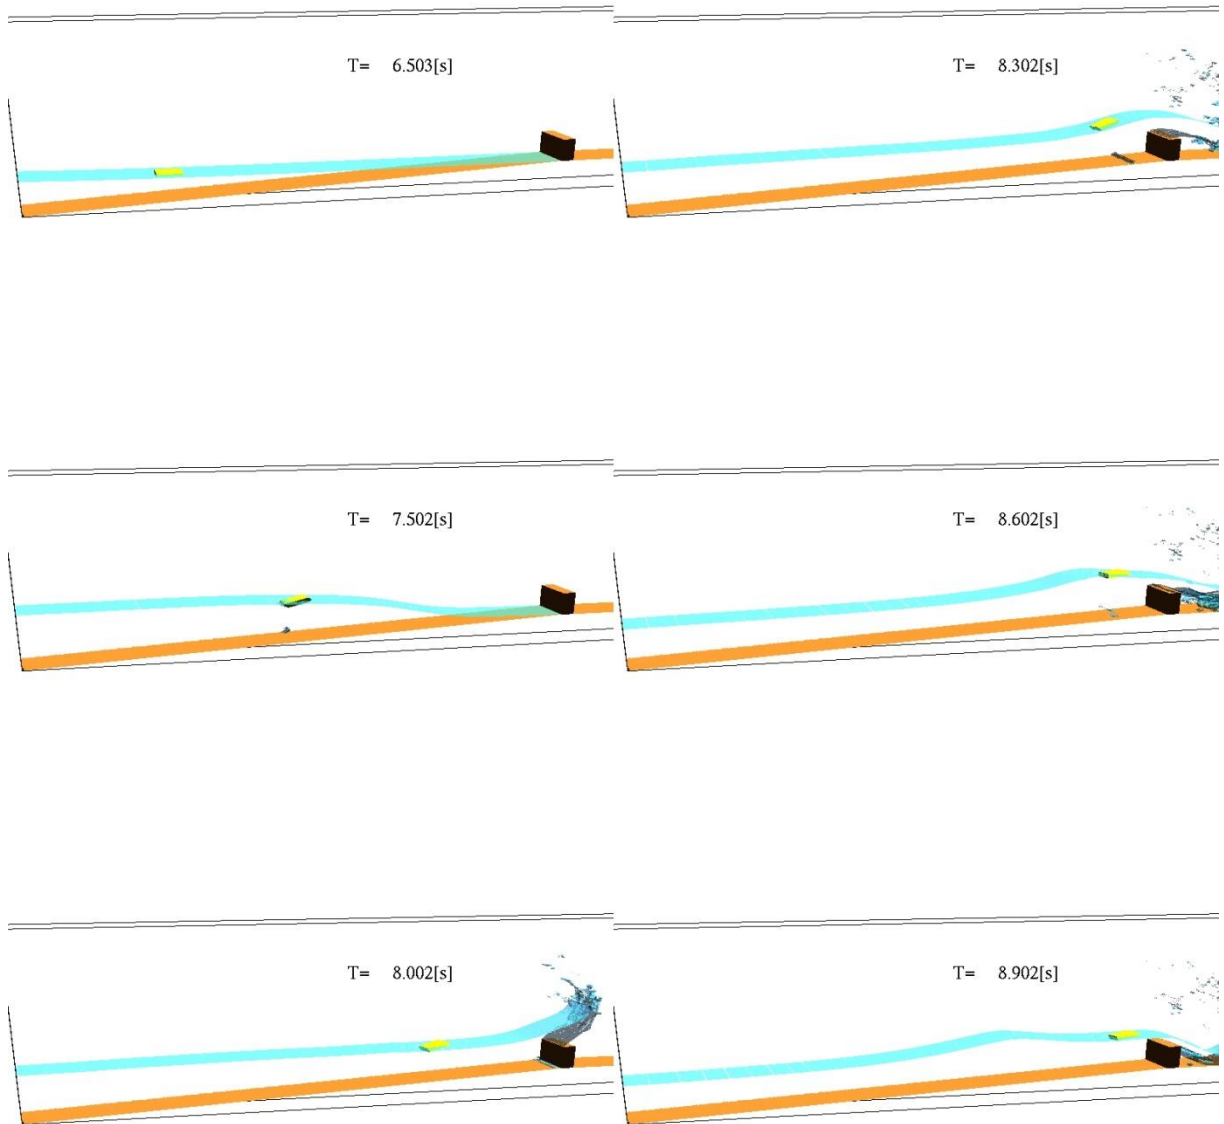 T= 6.503[s]
T= 8.302[s]
T= 7.502[s]
T= 8.602[s]
T= 8.002[s]
T= 8.902[s]